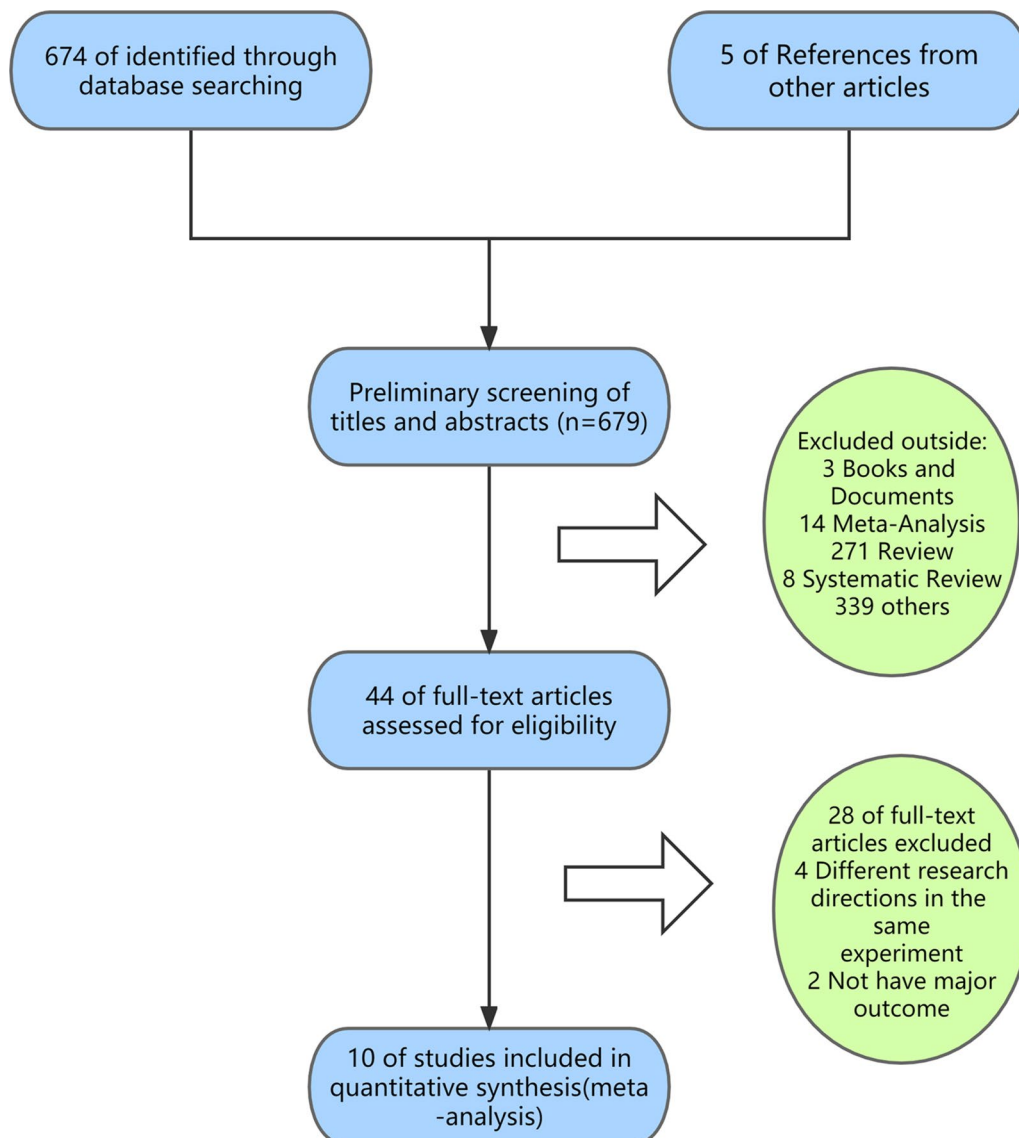 674 of identified through
database searching
5 of References from
other articles
Preliminary screening of
titles and abstracts (n=679)
Excluded outside:
3 Books and
Documents
14 Meta-Analysis
271 Review
8 Systematic Review
339 others
44 of full-text articles
assessed for eligibility
28 of full-text
articles excluded
4 Different research
directions in the
same
experiment
2 Not have major
outcome
10 of studies included in
quantitative synthesis(meta
-analysis)